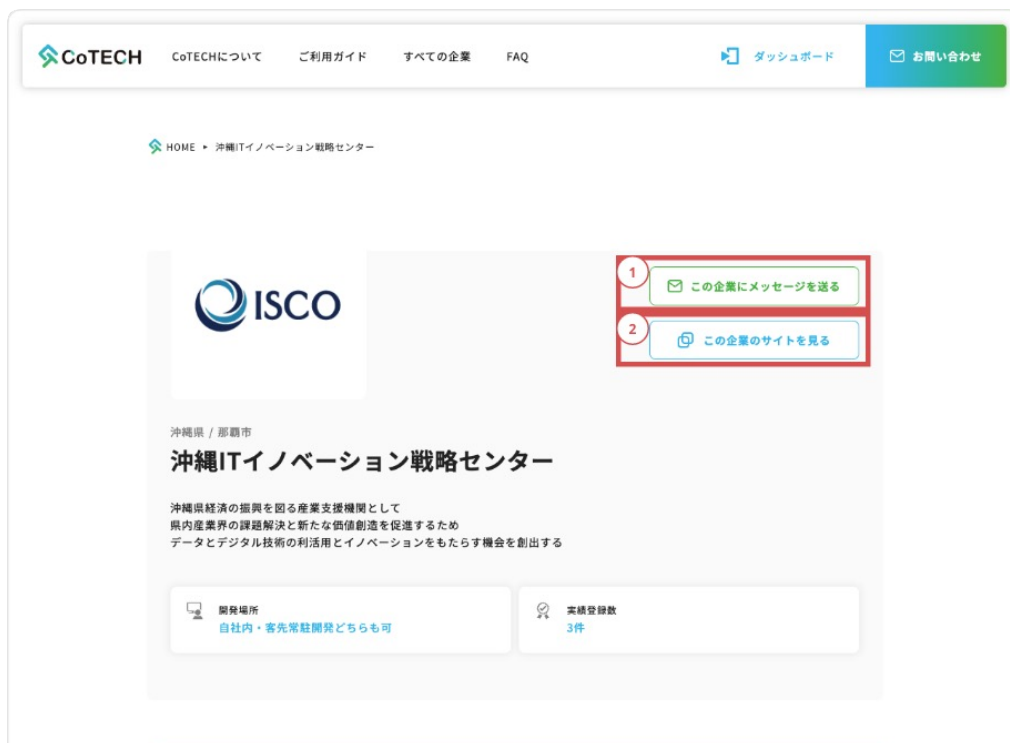 CoTECH CoTECHについて ご利用ガイド すべての企業 FAQ ダッシュボード お問い合わせ
HOME ▸ 沖縄ITイノベーション戦略センター
ISCO
1 この企業にメッセージを送る
2 この企業のサイトを見る
沖縄県 / 那覇市
沖縄ITイノベーション戦略センター
沖縄県経済の振興を図る産業支援機関として
県内産業界の課題解決と新たな価値創造を促進するため
データとデジタル技術の利活用とイノベーションをもたらす機会を創出する
開発場所
自社内・客先常駐開発どちらも可
実績登録数
3件